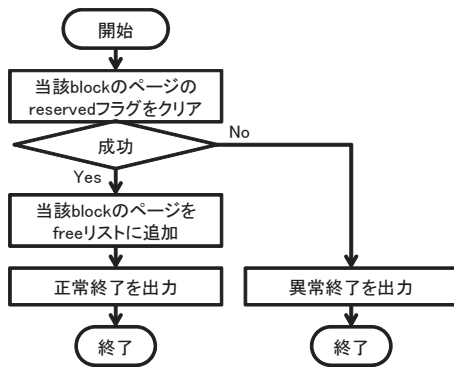 開始
当該blockのページの
reservedフラグをクリア
成功
No
Yes
当該blockのページを
freeリストに追加
正常終了を出力
異常終了を出力
終了
終了